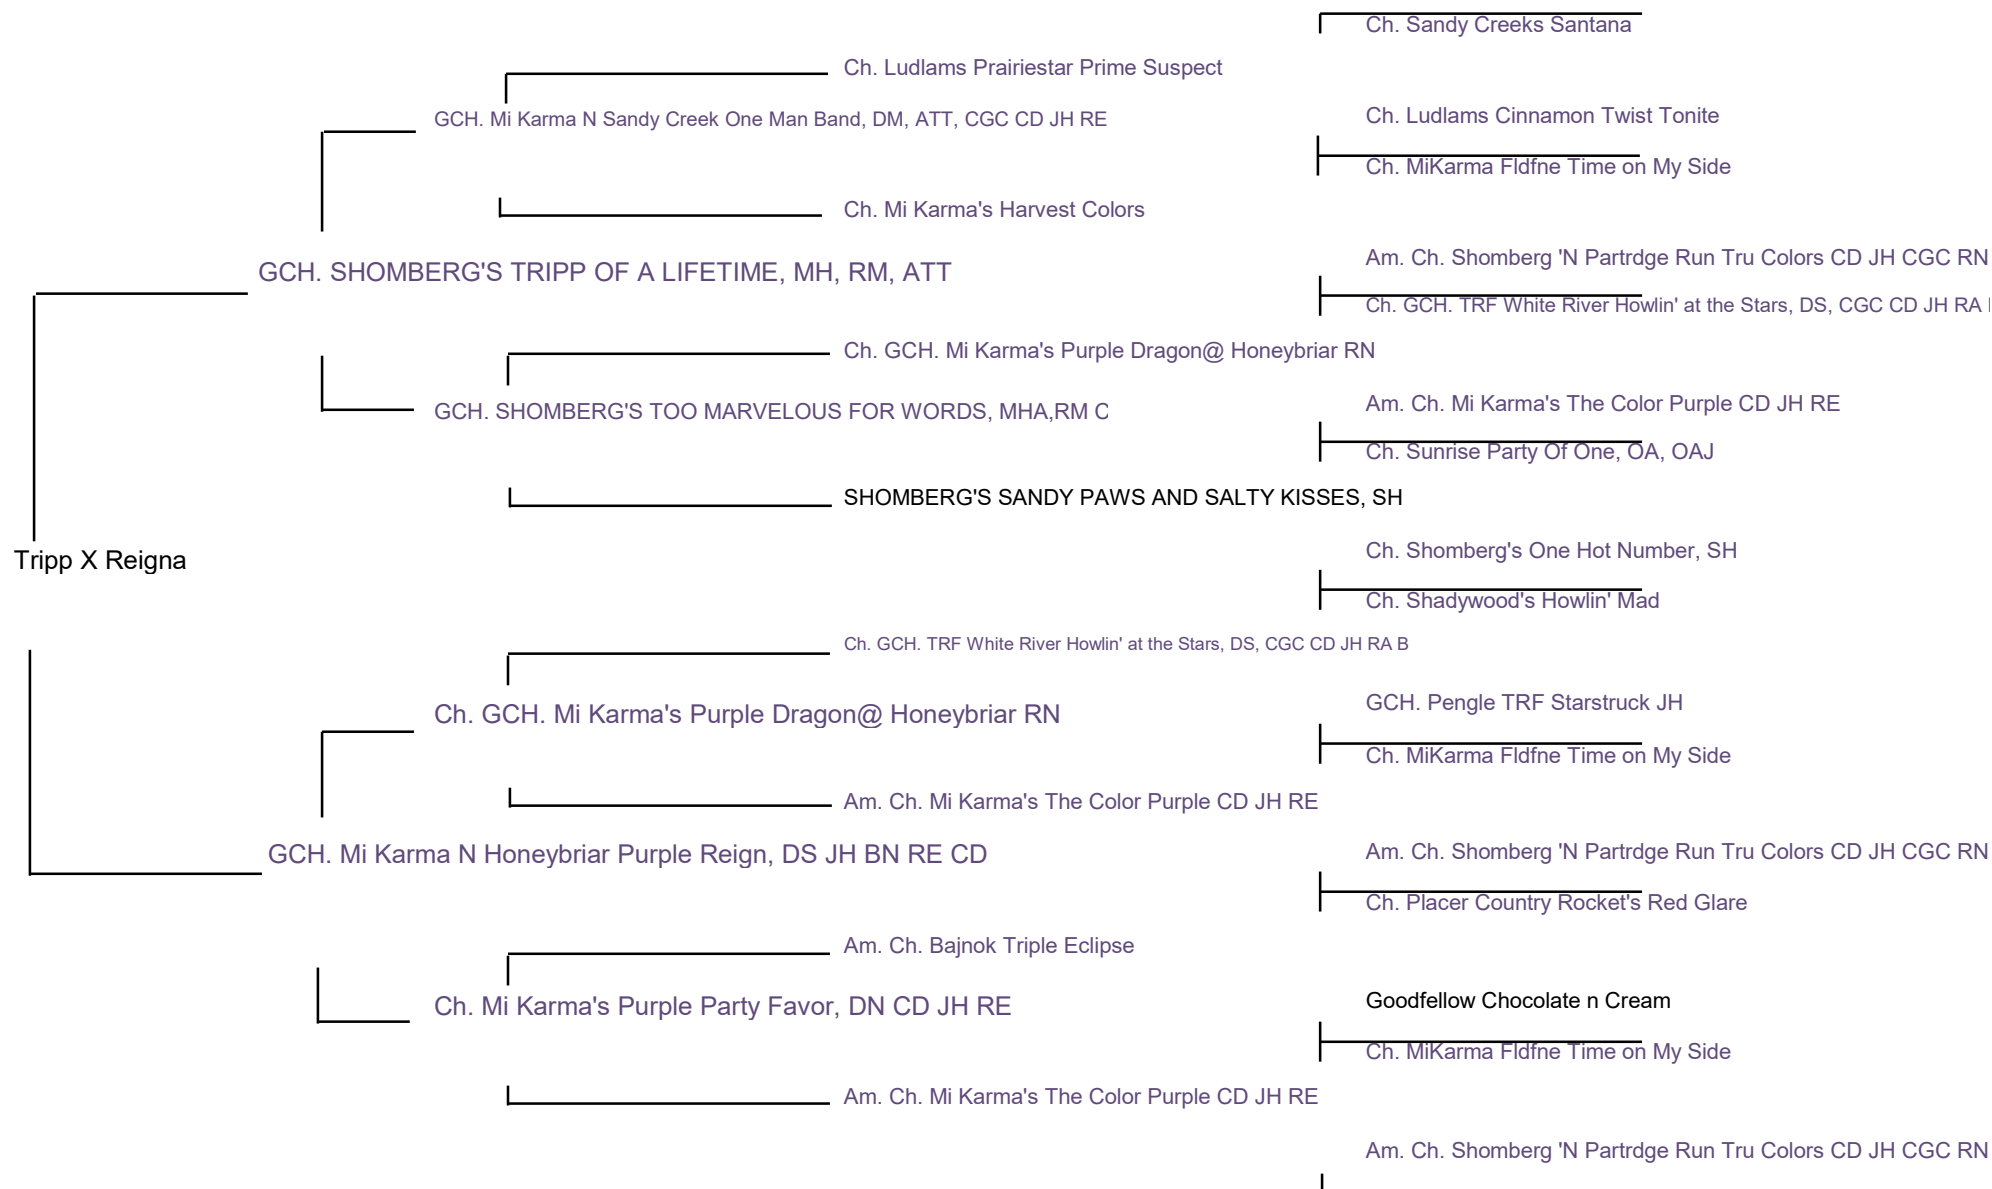 Ch. Sandy Creeks Santana
Ch. Ludlams Prairiestar Prime Suspect
GCH. Mi Karma N Sandy Creek One Man Band, DM, ATT, CGC CD JH RE
Ch. Ludlams Cinnamon Twist Tonite
Ch. MiKarma Fldfne Time on My Side
Ch. Mi Karma's Harvest Colors
Am. Ch. Shomberg 'N Partrdge Run Tru Colors CD JH CGC RN
GCH. SHOMBERG'S TRIPP OF A LIFETIME, MH, RM, ATT
Ch. GCH. TRF White River Howlin' at the Stars, DS, CGC CD JH RA
Ch. GCH. Mi Karma's Purple Dragon@ Honeybriar RN
Am. Ch. Mi Karma's The Color Purple CD JH RE
GCH. SHOMBERG'S TOO MARVELOUS FOR WORDS, MHA,RM C
Ch. Sunrise Party Of One, OA, OAJ
SHOMBERG'S SANDY PAWS AND SALTY KISSES, SH
Ch. Shomberg's One Hot Number, SH
Tripp X Reigna
Ch. Shadywood's Howlin' Mad
Ch. GCH. TRF White River Howlin' at the Stars, DS, CGC CD JH RA B
GCH. Pengle TRF Starstruck JH
Ch. GCH. Mi Karma's Purple Dragon@ Honeybriar RN
Ch. MiKarma Fldfne Time on My Side
Am. Ch. Mi Karma's The Color Purple CD JH RE
Am. Ch. Shomberg 'N Partrdge Run Tru Colors CD JH CGC RN
GCH. Mi Karma N Honeybriar Purple Reign, DS JH BN RE CD
Ch. Placer Country Rocket's Red Glare
Am. Ch. Bajnok Triple Eclipse
Goodfellow Chocolate n Cream
Ch. Mi Karma's Purple Party Favor, DN CD JH RE
Ch. MiKarma Fldfne Time on My Side
Am. Ch. Mi Karma's The Color Purple CD JH RE
Am. Ch. Shomberg 'N Partrdge Run Tru Colors CD JH CGC RN